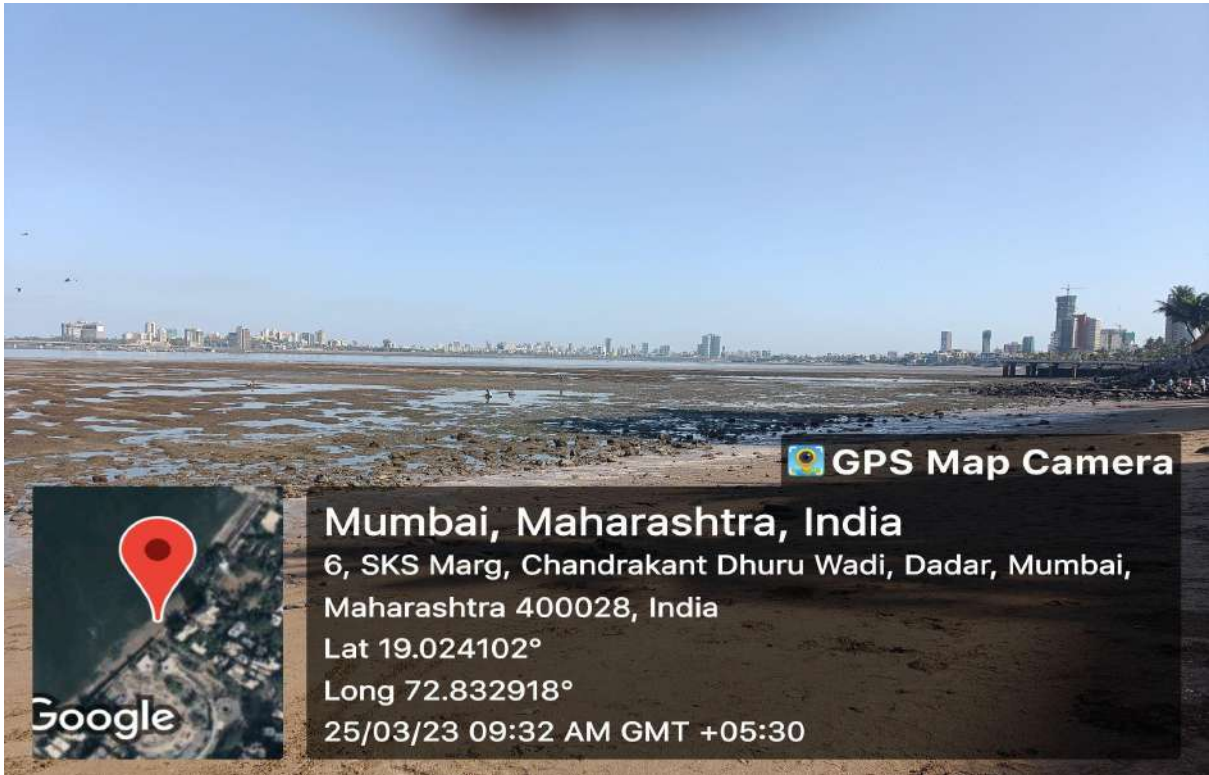 GPS Map Camera
Mumbai, Maharashtra, India
6, SKS Marg, Chandrakant Dhuru Wadi, Dadar, Mumbai,
Maharashtra 400028, India
Lat 19.024102°
Long 72.832918°
25/03/23 09:32 AM GMT +05:30
Google